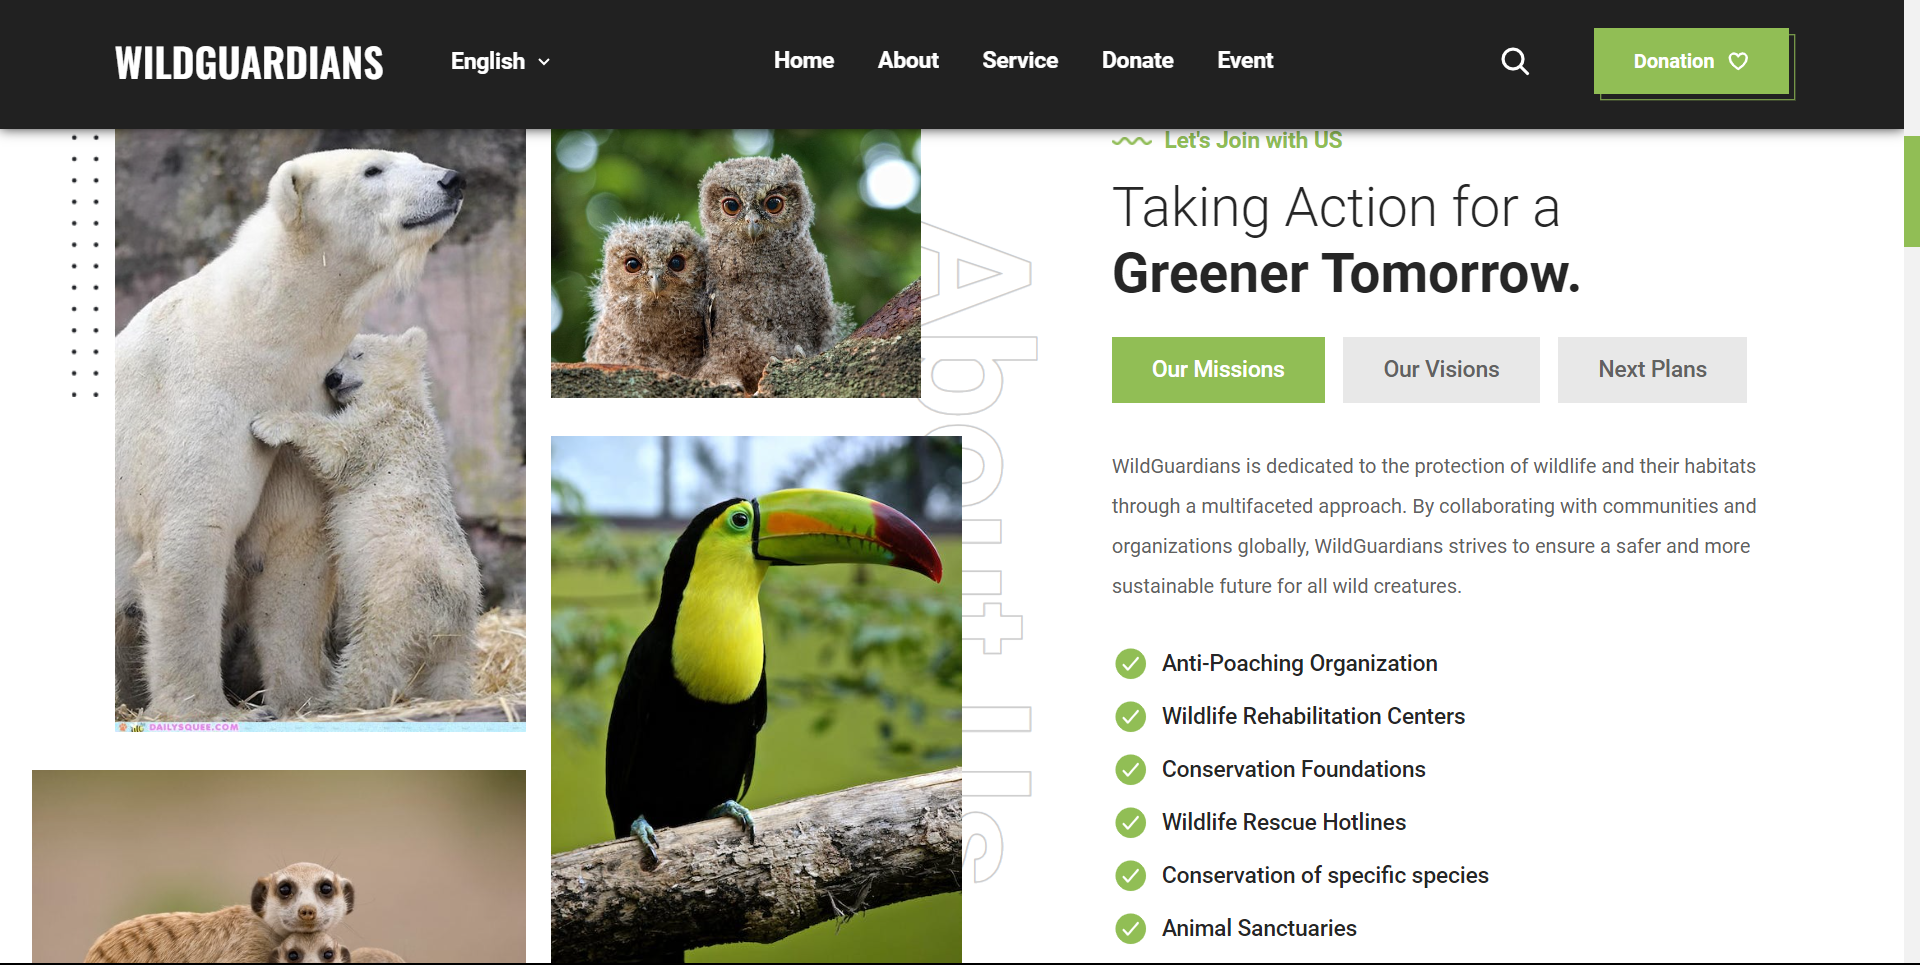 WILDGUARDIANS
English
Home About Service Donate Event
Donation
Let's Join with US
Taking Action for a
Greener Tomorrow.
Our Missions Our Visions Next Plans
WildGuardians is dedicated to the protection of wildlife and their habitats
through a multifaceted approach. By collaborating with communities and
organizations globally, WildGuardians strives to ensure a safer and more
sustainable future for all wild creatures.
Anti-Poaching Organization
Wildlife Rehabilitation Centers
Conservation Foundations
Wildlife Rescue Hotlines
Conservation of specific species
Animal Sanctuaries
About Us
DAILYSQUEE.COM